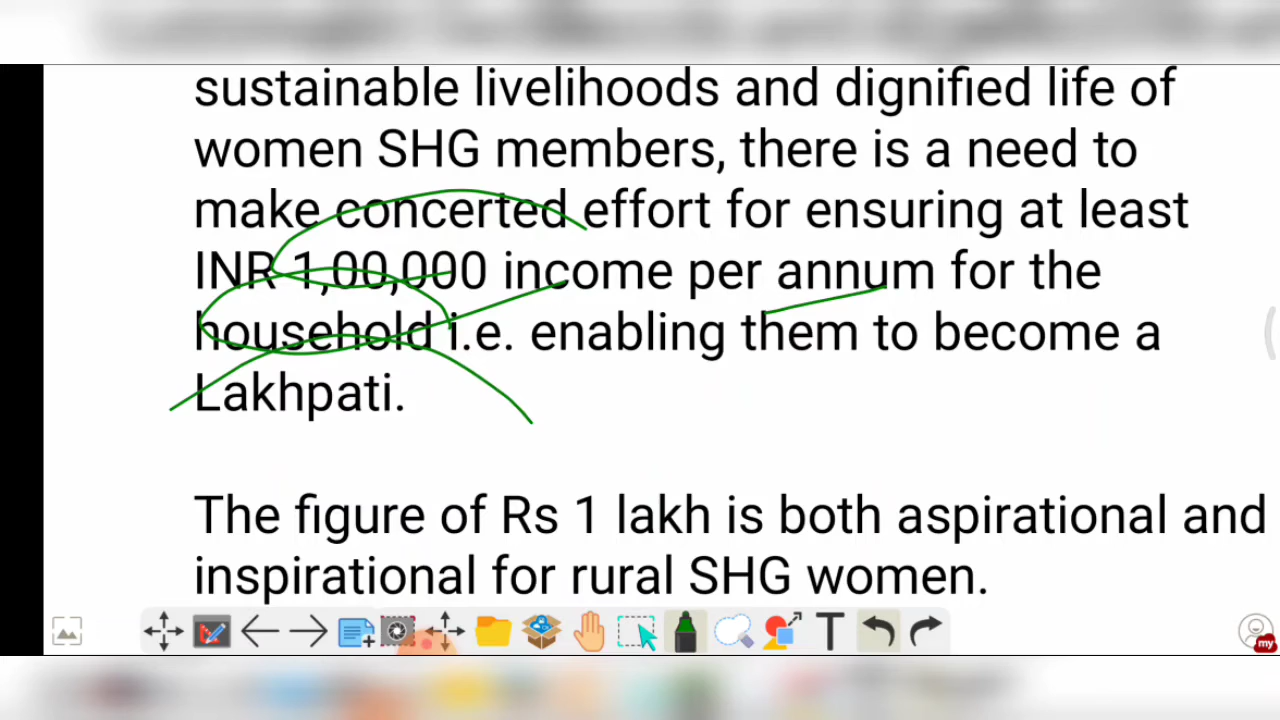 sustainable livelihoods and dignified life of
women SHG members, there is a need to
make concerted effort for ensuring at least
INR 1,00,000 income per annum for the
household i.e. enabling them to become a
Lakhpati.
The figure of Rs 1 lakh is both aspirational and
inspirational for rural SHG women.
T
my